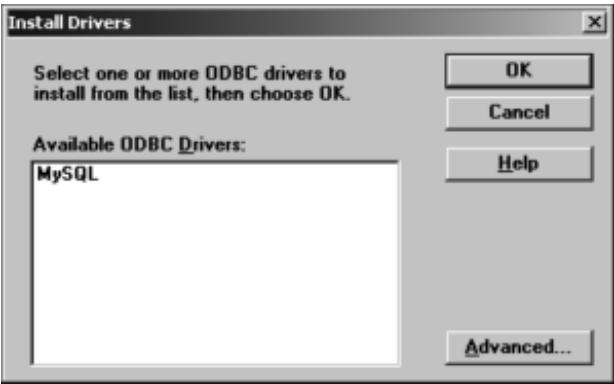 Install Drivers
Select one or more ODBC drivers to
install from the list, then choose OK.
Available ODBC Drivers:
MySQL
OK
Cancel
Help
Advanced...